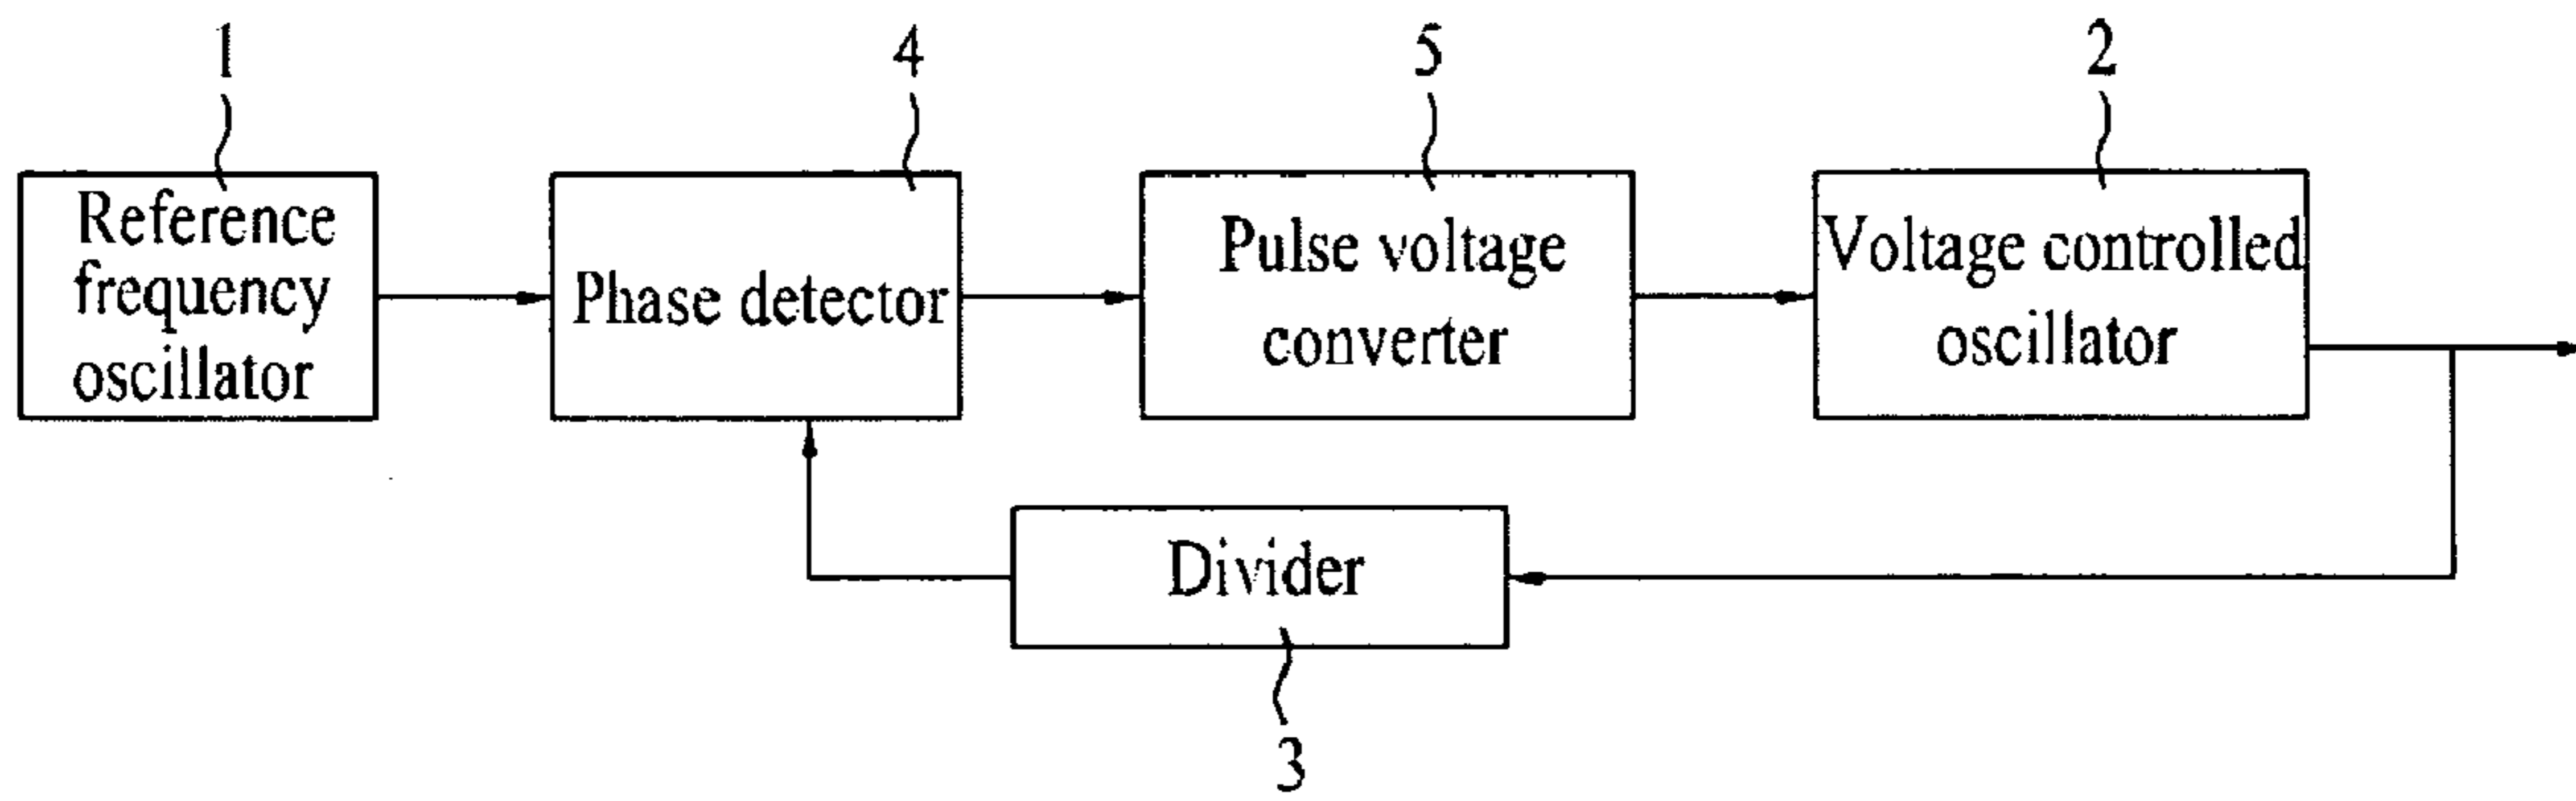 1
4
5
2
Reference
frequency
oscillator
Phase detector
Pulse voltage
converter
Voltage controlled
oscillator
Divider
3